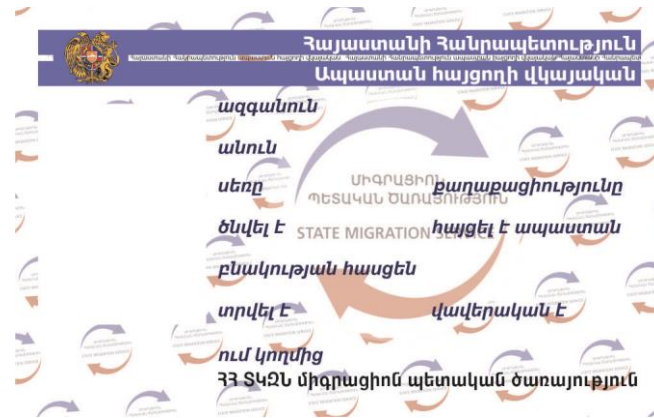 Հայաստանի Հանրապետություն
Ապաստան հայցողի վկայական
ազգանուն
անուն
սեռը քաղաքացիությունը
ծնվել է հայցել է ապաստան
բնակության հասցեն
տրվել է վավերական է
ում կողմից
ՀՀ ՏԿԶՆ միգրացիոն պետական ծառայություն
ՄԻԳՐԱՑԻՈՆ
ՊԵՏԱԿԱՆ ԾԱՌԱՅՈՒԹՅՈՒՆ
STATE MIGRATION SERVICE